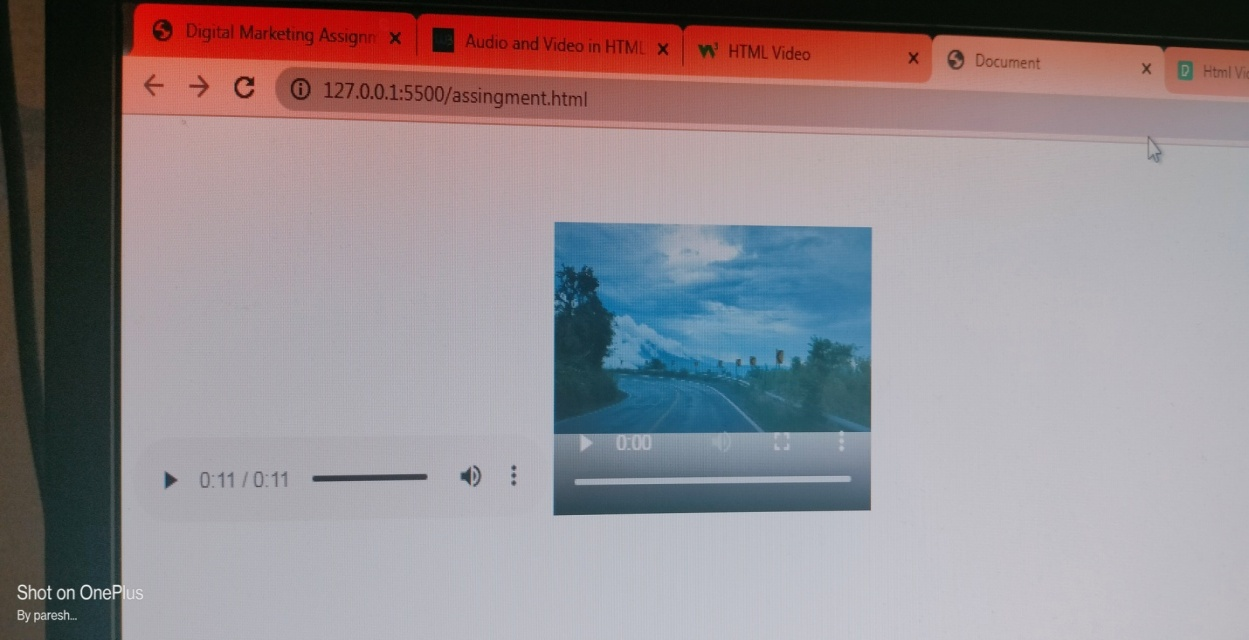 Digital Marketing Assignm
Audio and Video in HTML
HTML Video
Document
Html Vi
127.0.0.1:5500/assingment.html
0:00
0:11 / 0:11
Shot on OnePlus
By paresh...